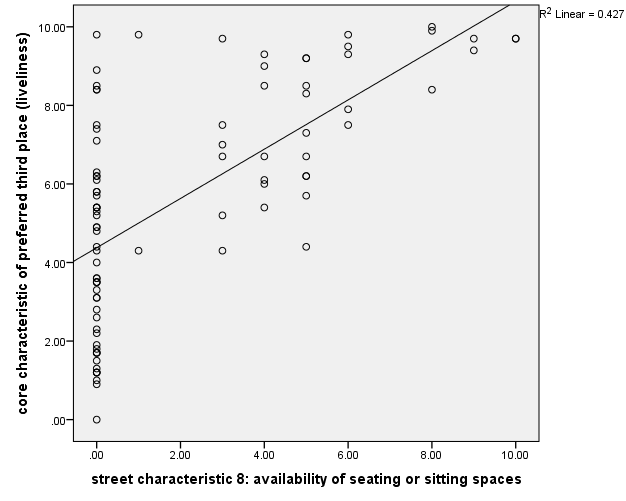 R2 Linear = 0.427
core characteristic of preferred third place (liveliness)
10.00
8.00
6.00
4.00
2.00
.00
.00 2.00 4.00 6.00 8.00 10.00
street characteristic 8: availability of seating or sitting spaces